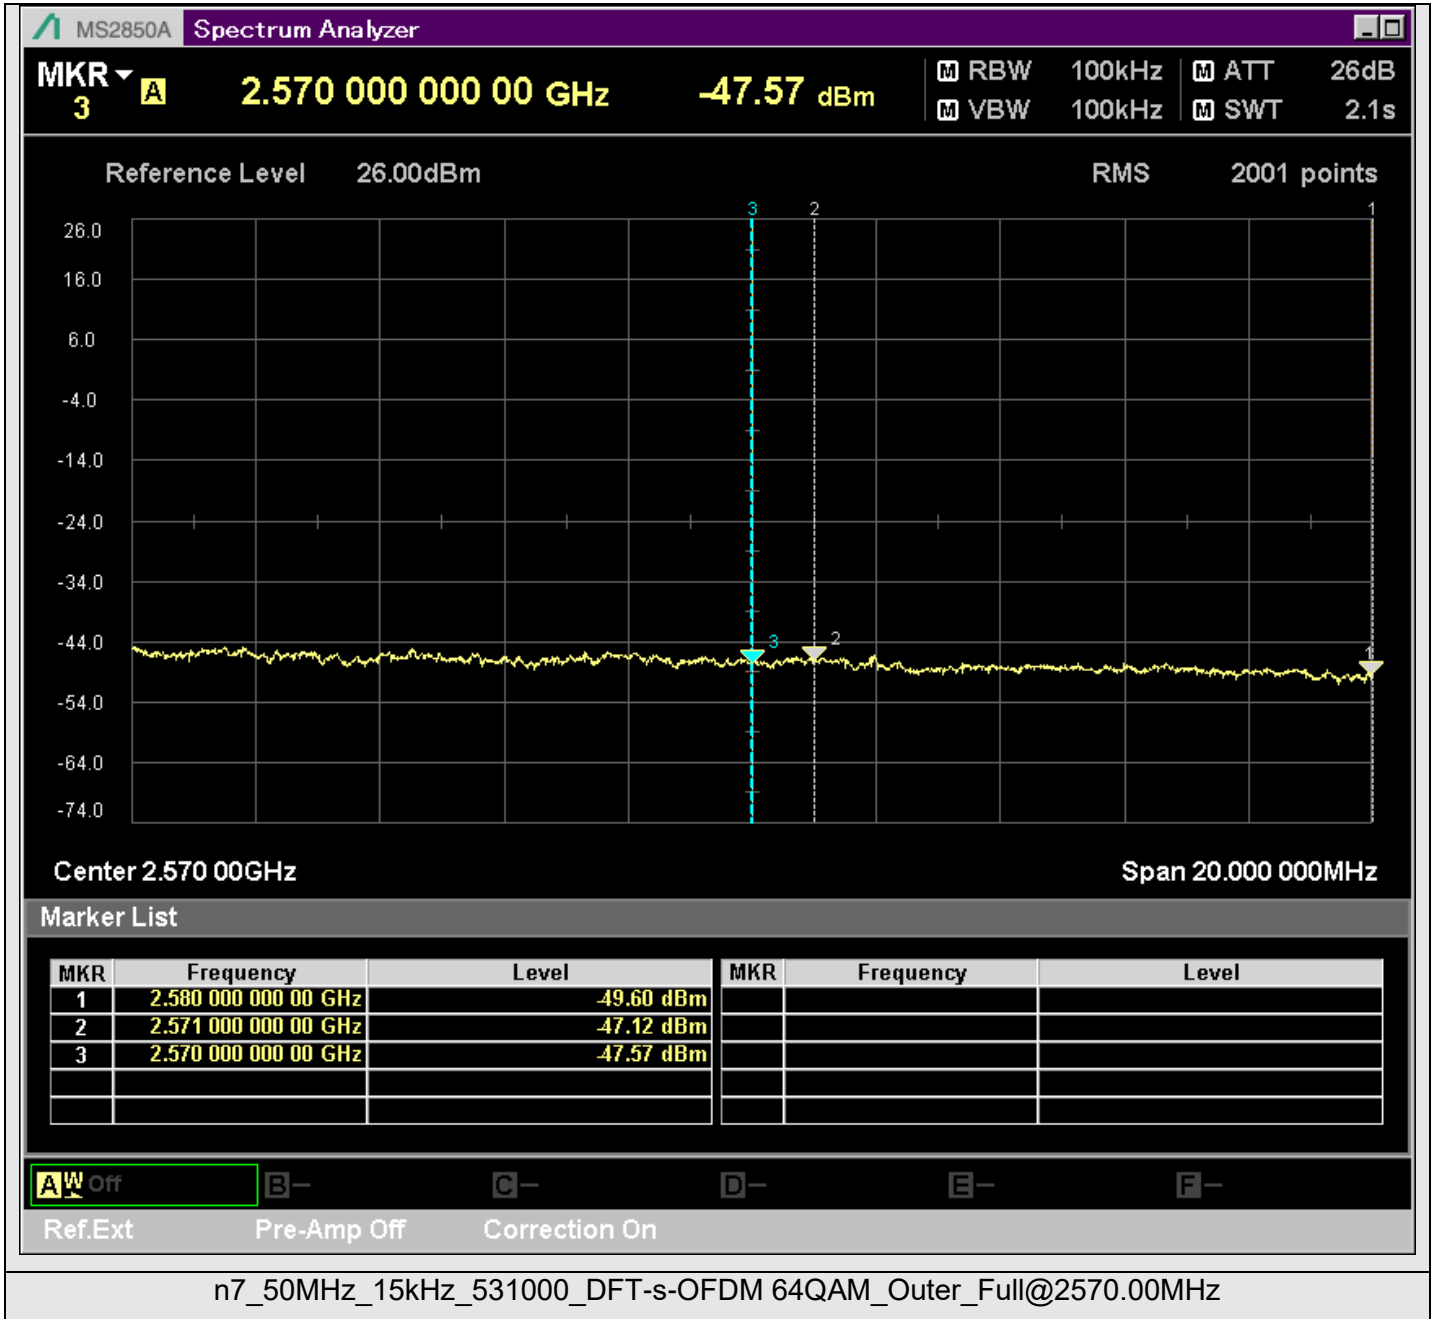 MS2850A Spectrum Analyzer
MKR A 2.570 000 000 00 GHz -47.57 dBm M RBW 100kHz M ATT 26dB
3 M VBW 100kHz M SWT 2.1s
Reference Level 26.00dBm RMS 2001 points
3 2 1
26.0
16.0
6.0
-4.0
-14.0
-24.0
-34.0
-44.0 3 2 1
-54.0
-64.0
-74.0
Center 2.570 00GHz Span 20.000 000MHz
Marker List
MKR Frequency Level MKR Frequency Level
1 2.580 000 000 00 GHz -49.60 dBm
2 2.571 000 000 00 GHz -47.12 dBm
3 2.570 000 000 00 GHz -47.57 dBm
A W Off B - C - D - E - F -
Ref.Ext Pre-Amp Off Correction On
n7_50MHz_15kHz_531000_DFT-s-OFDM 64QAM_Outer_Full@2570.00MHz